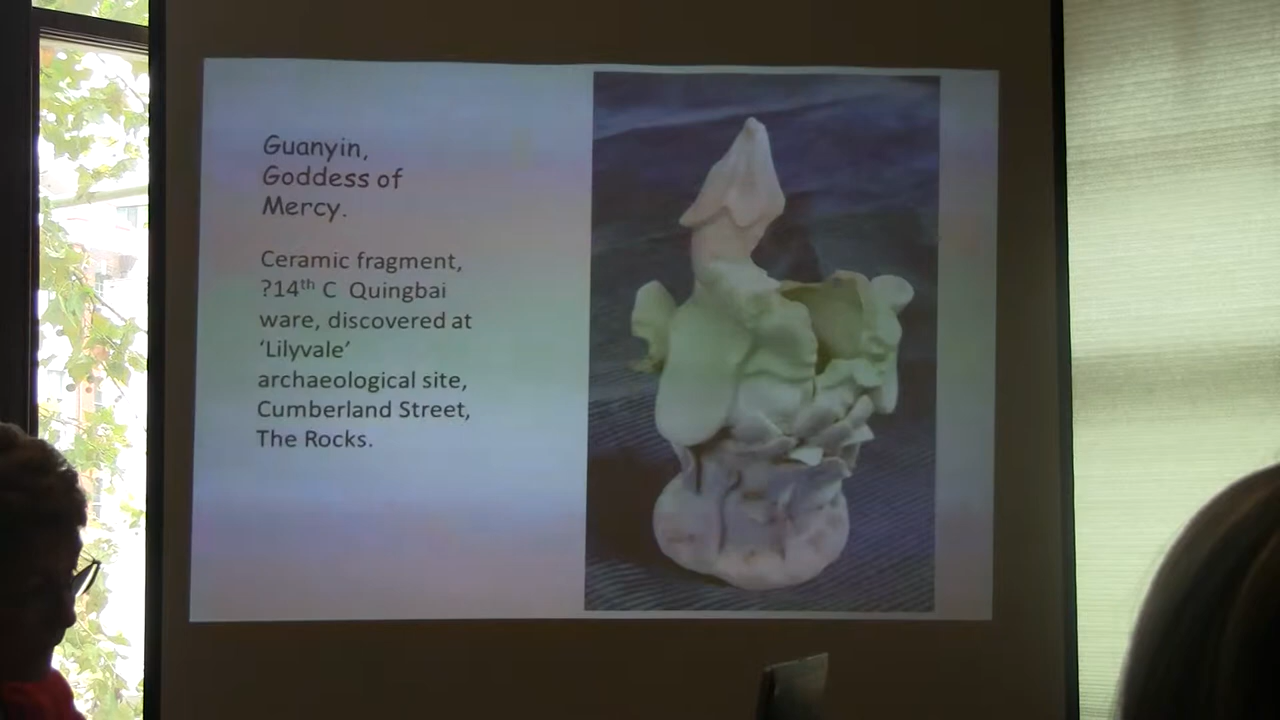 Guanyin,
Goddess of
Mercy.
Ceramic fragment,
?14th C Quingbai
ware, discovered at
‘Lilyvale’
archaeological site,
Cumberland Street,
The Rocks.